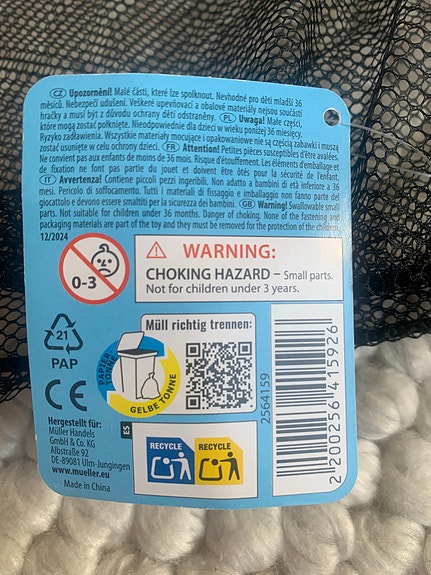 CZ Upozornění! Malé části, které lze spolknout. Nevhodné pro děti mladší 36
měsíců. Nebezpečí udušení. Veškeré upevňovací a obalové materiály nejsou součástí
hračky a musí být z důvodu ochrany dětí odstraněny. PL Uwaga! Małe części,
które mogą zostać połknięte. Nieodpowiednie dla dzieci w wieku poniżej 36 miesięcy.
Ryzyko zadławienia. Wszystkie materiały mocujące i opakowaniowe nie są częścią zabawki i muszą
zostać usunięte w celu ochrony dzieci. FR Attention! Petites pièces susceptibles d'être avalées.
Ne convient pas aux enfants de moins de 36 mois. Risque d'étouffement. Les éléments d'emballage et
de fixation ne font pas partie du jouet et doivent être ôtés pour la sécurité de l'enfant.
IT Avvertenza! Contiene piccoli pezzi ingeribili. Non adatto a bambini di età inferiore a 36
mesi. Pericolo di soffocamento. Tutti i materiali di fissaggio e imballaggio non fanno parte del
giocattolo e devono essere smaltiti per la sicurezza dei bambini. GB Warning! Swallowable small
parts. Not suitable for children under 36 months. Danger of choking. None of the fastening and
packaging materials are part of the toy and must be removed for the protection of the children.
12/2024
0-3
WARNING:
CHOKING HAZARD – Small parts.
Not for children under 3 years.
21
PAP
CE
Müll richtig trennen:
PAPIER-
TONNE
GELBE TONNE
2564159
2 200256 415926
Hergestellt für:
Müller Handels
GmbH & Co. KG
Albstraße 92
DE-89081 Ulm-Jungingen
www.mueller.eu
Made in China
ES
RECYCLE
RECYCLE